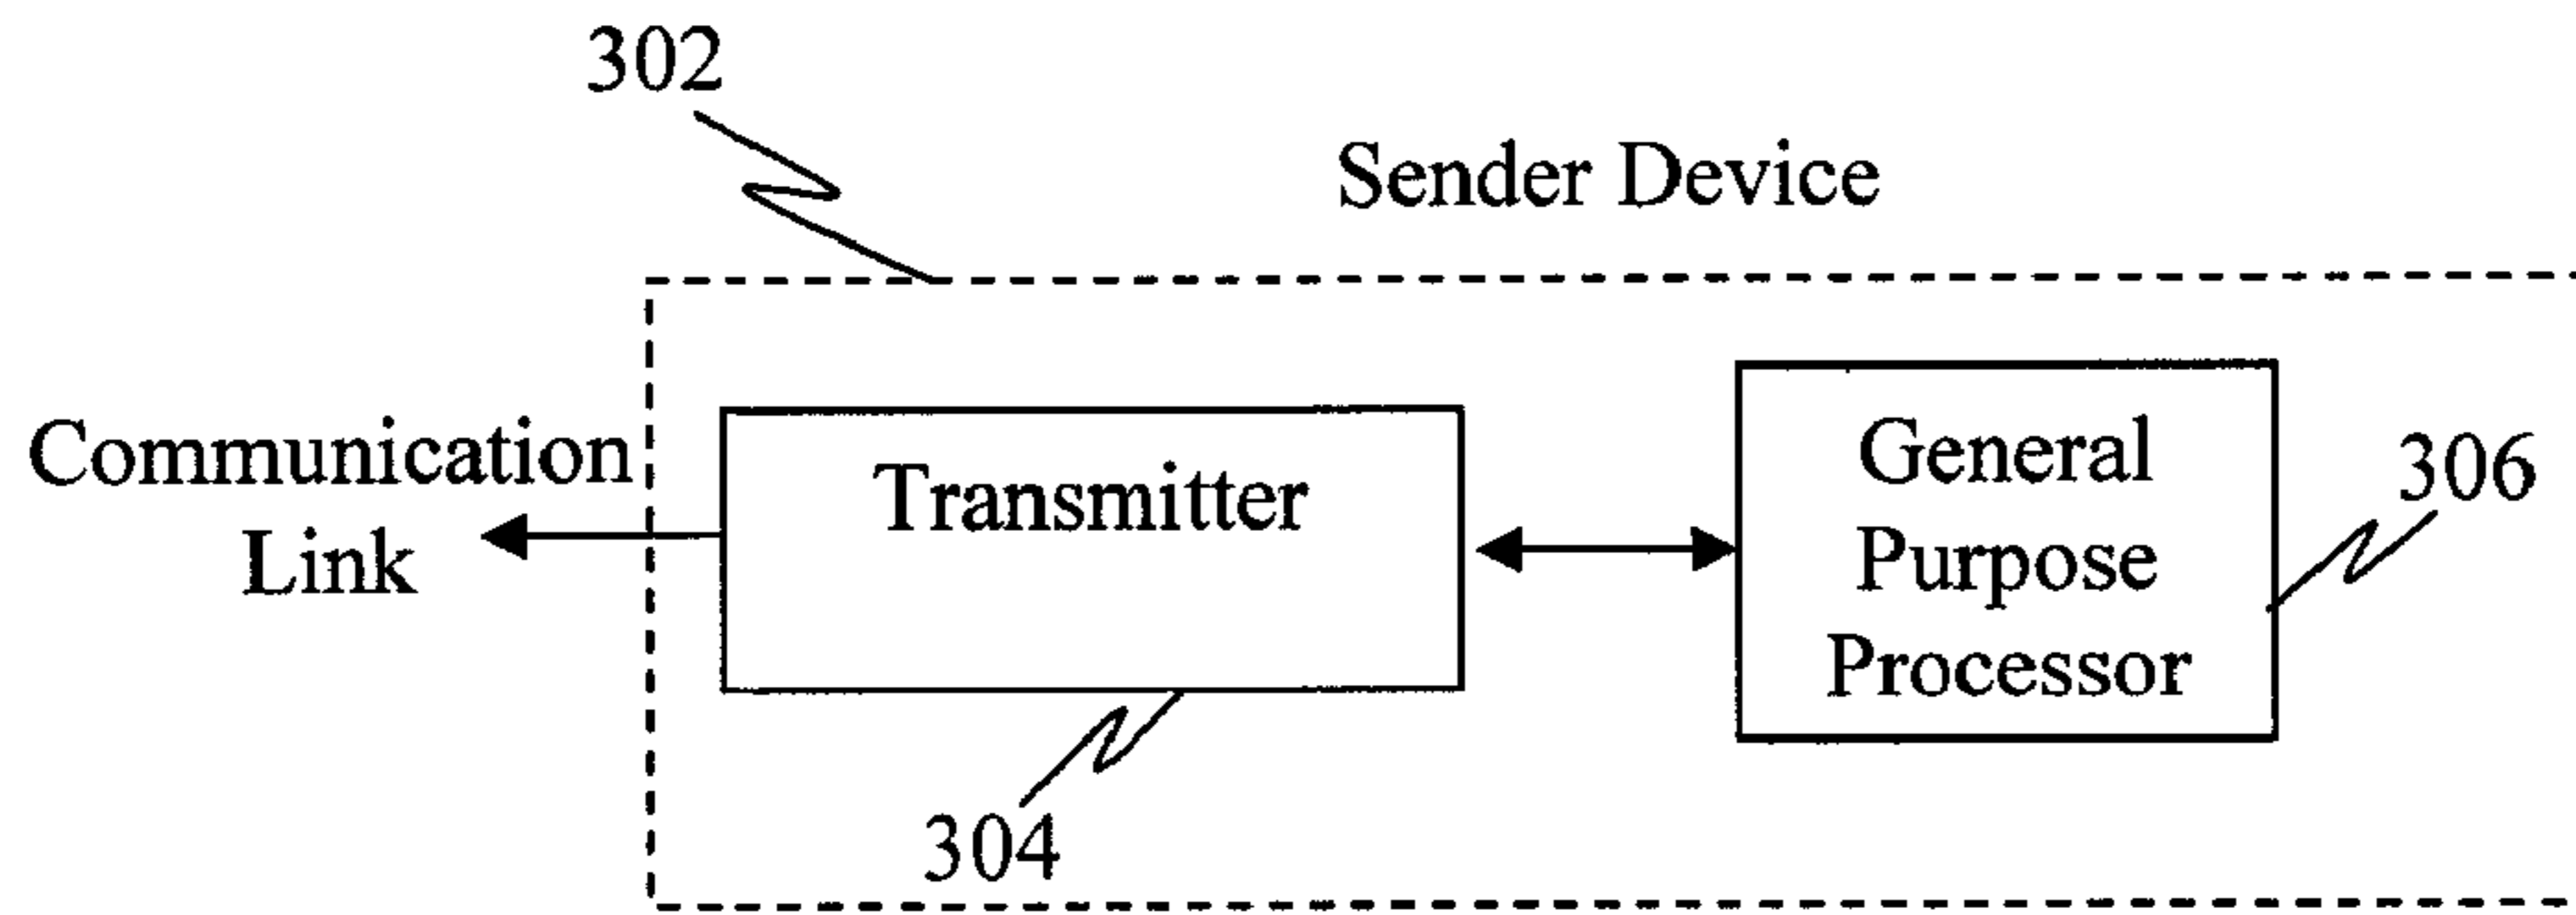 302
Sender Device
Communication
Link
Transmitter
General
Purpose
Processor
306
304